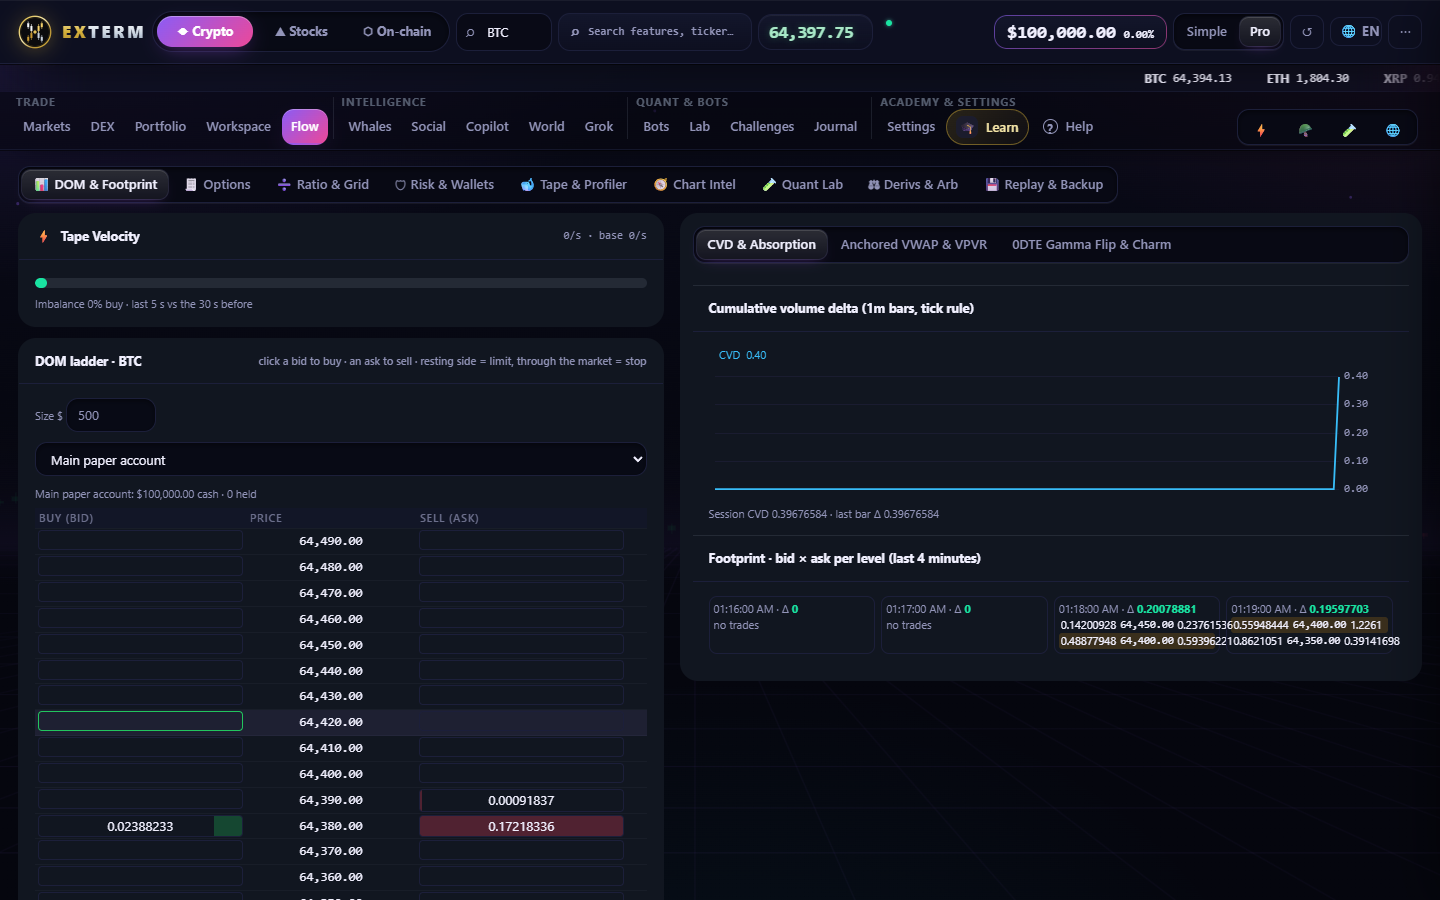 EXTERM
Crypto
Stocks
On-chain
BTC
search features, ticker…
64,397.75
$100,000.00 0.00%
Simple
Pro
EN
BTC 64,394.13 ETH 1,804.30 XRP
TRADE
Markets DEX Portfolio Workspace Flow
INTELLIGENCE
Whales Social Copilot World Grok
QUANT & BOTS
Bots Lab Challenges Journal
ACADEMY & SETTINGS
Settings Learn ? Help
DOM & Footprint Options Ratio & Grid Risk & Wallets Tape & Profiler Chart Intel Quant Lab Derivs & Arb Replay & Backup
Tape Velocity
0/s · base 0/s
Imbalance 0% buy · last 5 s vs the 30 s before
DOM ladder · BTC
click a bid to buy · an ask to sell · resting side = limit, through the market = stop
Size $ 500
Main paper account
Main paper account: $100,000.00 cash · 0 held
BUY (BID) PRICE SELL (ASK)
64,490.00
64,480.00
64,470.00
64,460.00
64,450.00
64,440.00
64,430.00
64,420.00
64,410.00
64,400.00
64,390.00 0.00091837
0.02388233 64,380.00 0.17218336
64,370.00
64,360.00
CVD & Absorption Anchored VWAP & VPVR 0DTE Gamma Flip & Charm
Cumulative volume delta (1m bars, tick rule)
CVD 0.40
0.40
0.30
0.20
0.10
0.00
Session CVD 0.39676584 · last bar Δ 0.39676584
Footprint · bid × ask per level (last 4 minutes)
01:16:00 AM · Δ 0
no trades
01:17:00 AM · Δ 0
no trades
01:18:00 AM · Δ 0.20078881
0.14200928 64,450.00 0.23761536
0.48877948 64,400.00 0.5939622
01:19:00 AM · Δ 0.19597703
0.55948444 64,400.00 1.2261
0.8621051 64,350.00 0.39141698